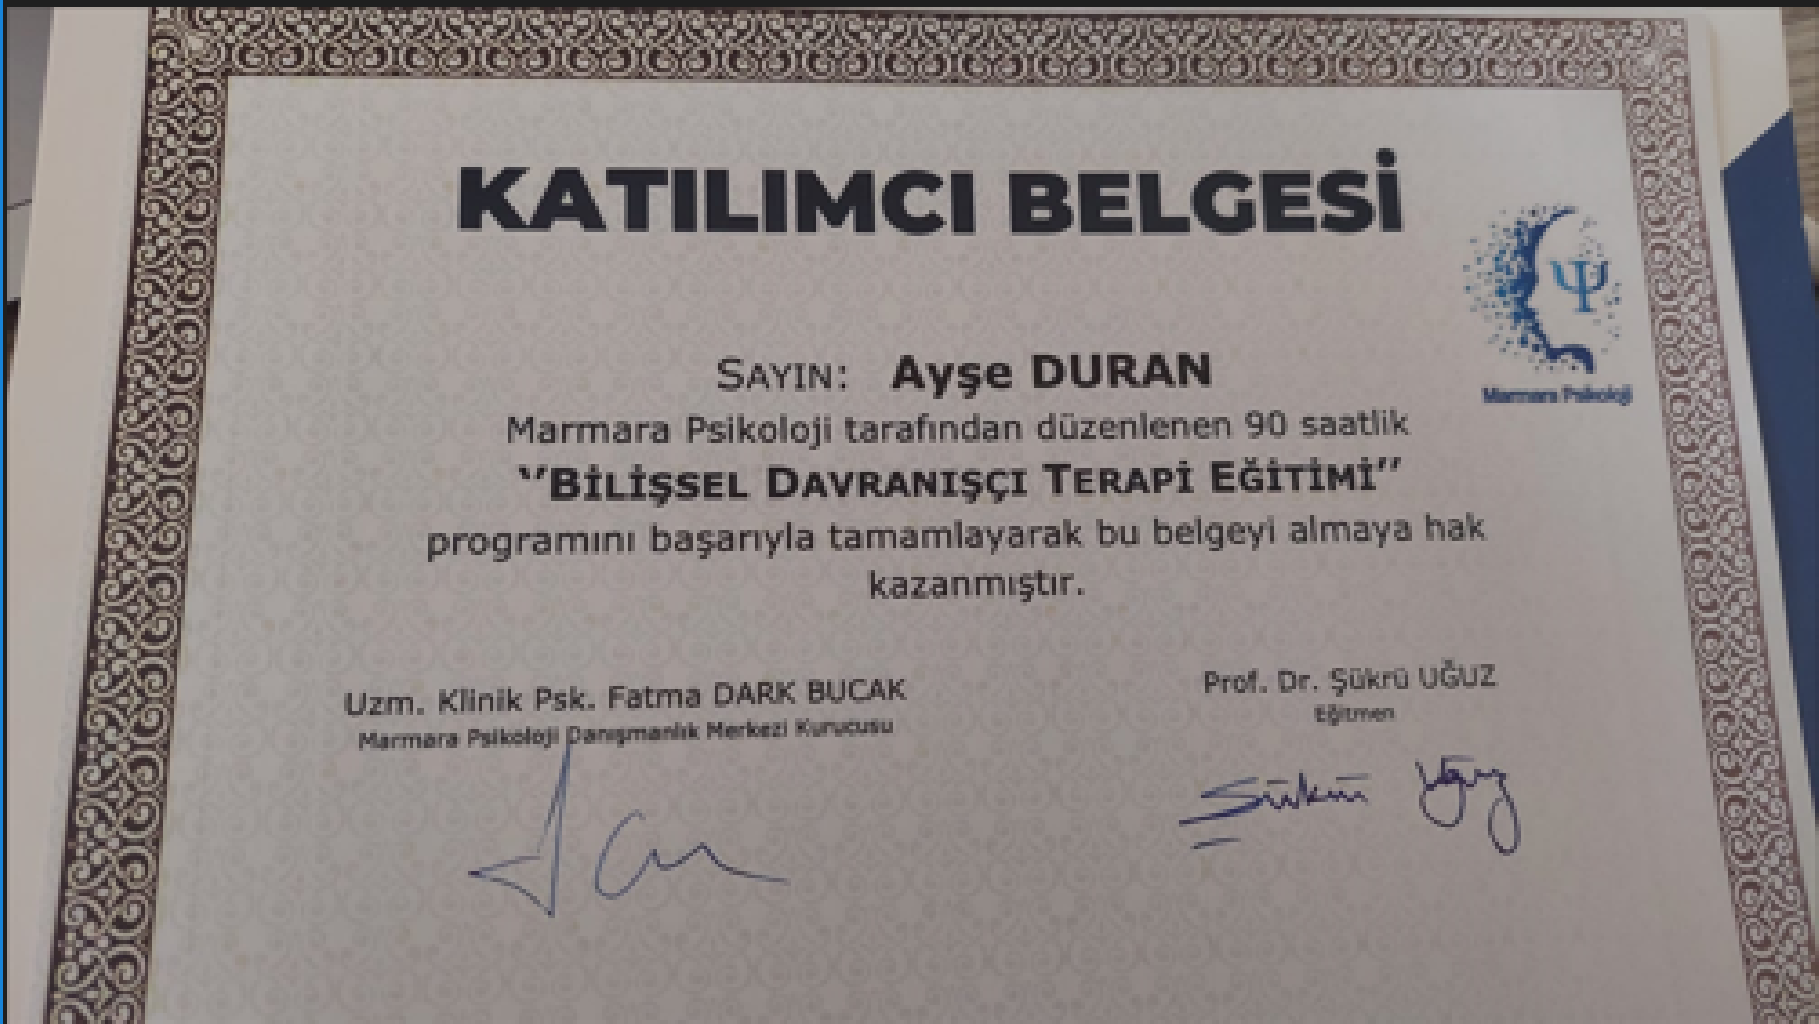 KATILIMCI BELGESİ
Marmara Psikoloji
SAYIN: Ayşe DURAN
Marmara Psikoloji tarafından düzenlenen 90 saatlik
‘’BİLİŞSEL DAVRANIŞÇI TERAPİ EĞİTİMİ’’
programını başarıyla tamamlayarak bu belgeyi almaya hak
kazanmıştır.
Uzm. Klinik Psk. Fatma DARK BUCAK
Marmara Psikoloji Danışmanlık Merkezi Kurucusu
Prof. Dr. Şükrü UĞUZ
Eğitmen
Şükrü Uğuz